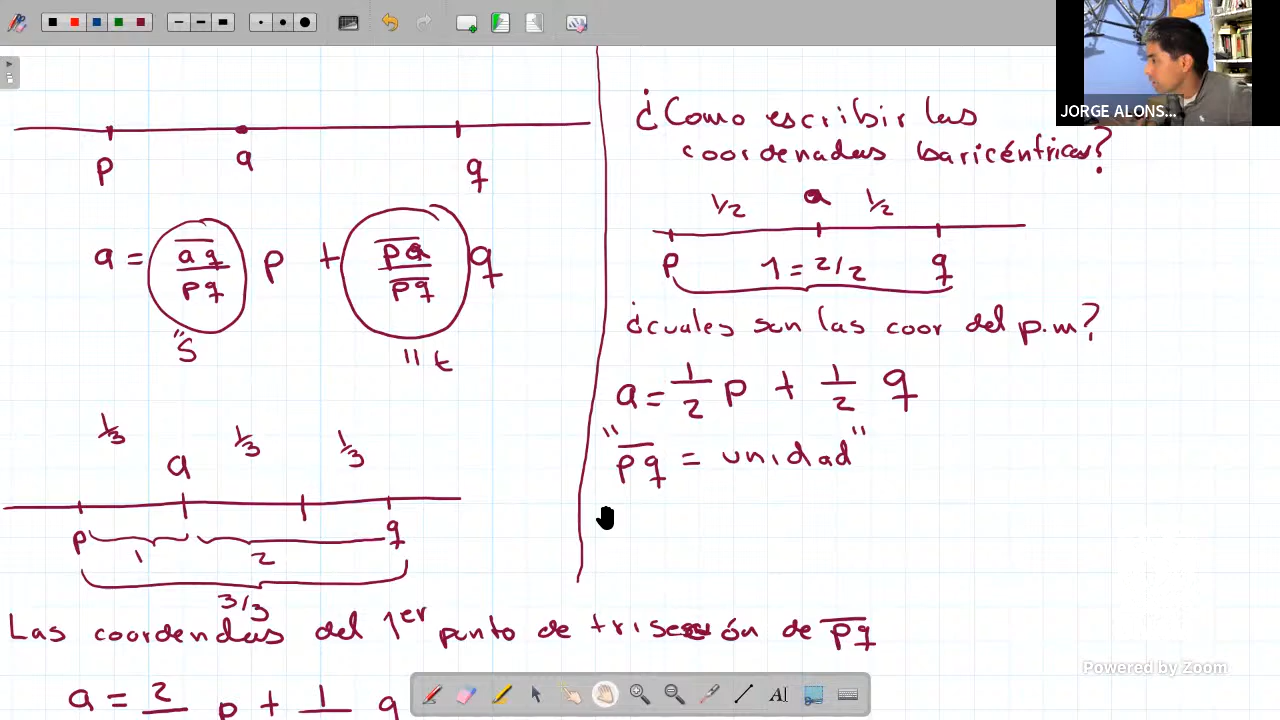 p a q
a = aq/pq p + pa/pq q
"S "t
1/3 1/3 1/3
a
p q
1 2
3/3
Las coordendas del 1er punto de trisección de pq
a = 2 p + 1 q
¿Como escribir las
coordenadas baricéntricas?
1/2 a 1/2
p 1 = 2/2 q
¿cuales son las coor del p.m?
a = 1/2 p + 1/2 q
"pq = unidad"
JORGE ALONS...
Powered by Zoom
AI